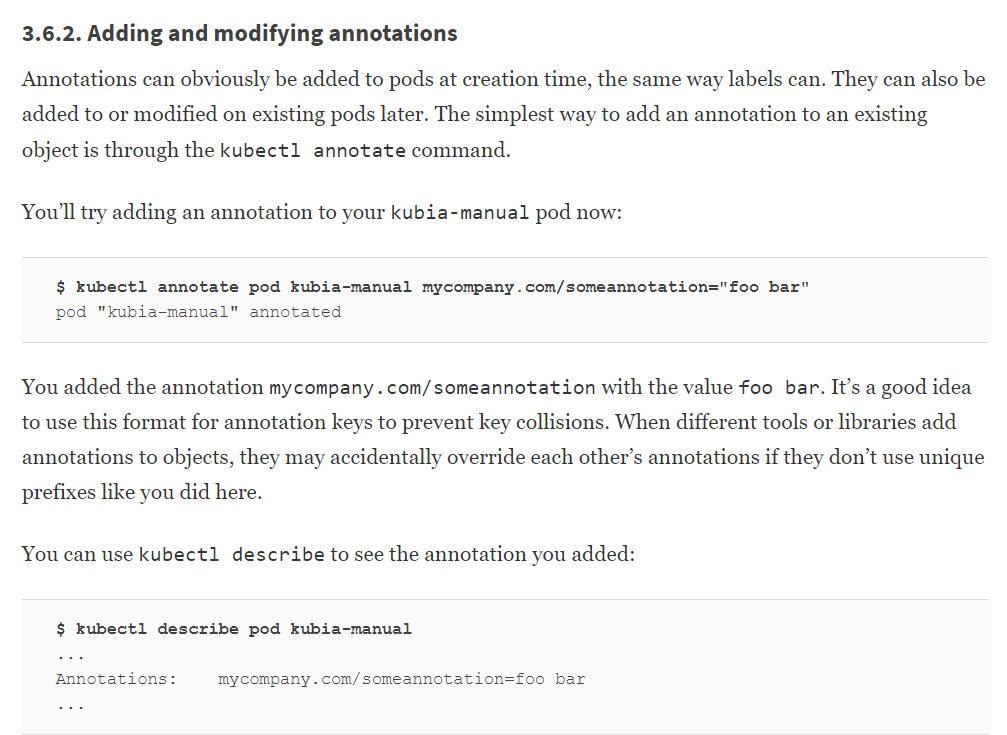 3.6.2. Adding and modifying annotations
Annotations can obviously be added to pods at creation time, the same way labels can. They can also be
added to or modified on existing pods later. The simplest way to add an annotation to an existing
object is through the kubectl annotate command.
You’ll try adding an annotation to your kubia-manual pod now:
$ kubectl annotate pod kubia-manual mycompany.com/someannotation="foo bar"
pod "kubia-manual" annotated
You added the annotation mycompany.com/someannotation with the value foo bar. It’s a good idea
to use this format for annotation keys to prevent key collisions. When different tools or libraries add
annotations to objects, they may accidentally override each other’s annotations if they don’t use unique
prefixes like you did here.
You can use kubectl describe to see the annotation you added:
$ kubectl describe pod kubia-manual
...
Annotations:    mycompany.com/someannotation=foo bar
...